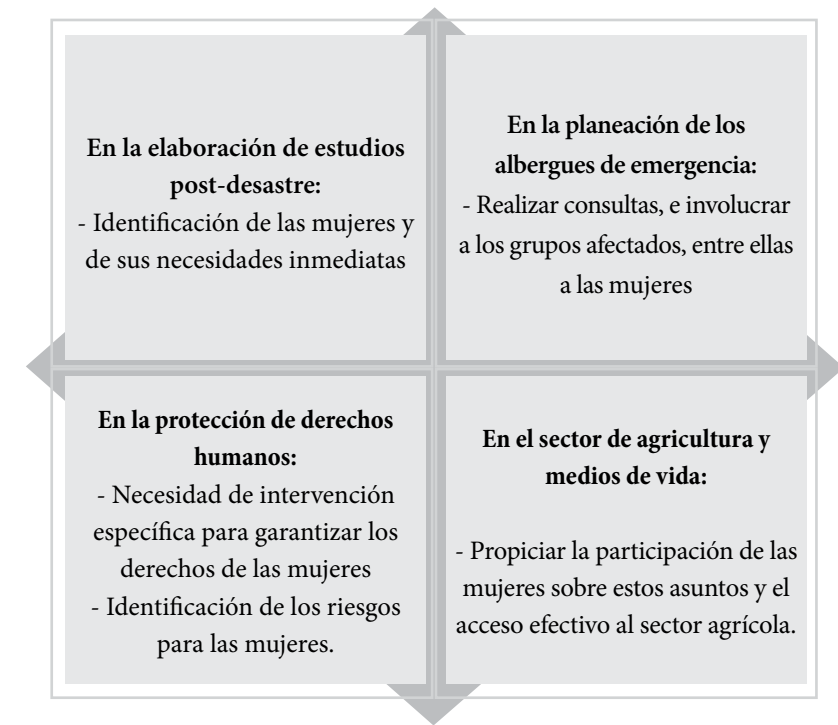 En la elaboración de estudios
post-desastre:
- Identificación de las mujeres y
de sus necesidades inmediatas
En la planeación de los
albergues de emergencia:
- Realizar consultas, e involucrar
a los grupos afectados, entre ellas
a las mujeres
En la protección de derechos
humanos:
- Necesidad de intervención
específica para garantizar los
derechos de las mujeres
- Identificación de los riesgos
para las mujeres.
En el sector de agricultura y
medios de vida:
- Propiciar la participación de las
mujeres sobre estos asuntos y el
acceso efectivo al sector agrícola.